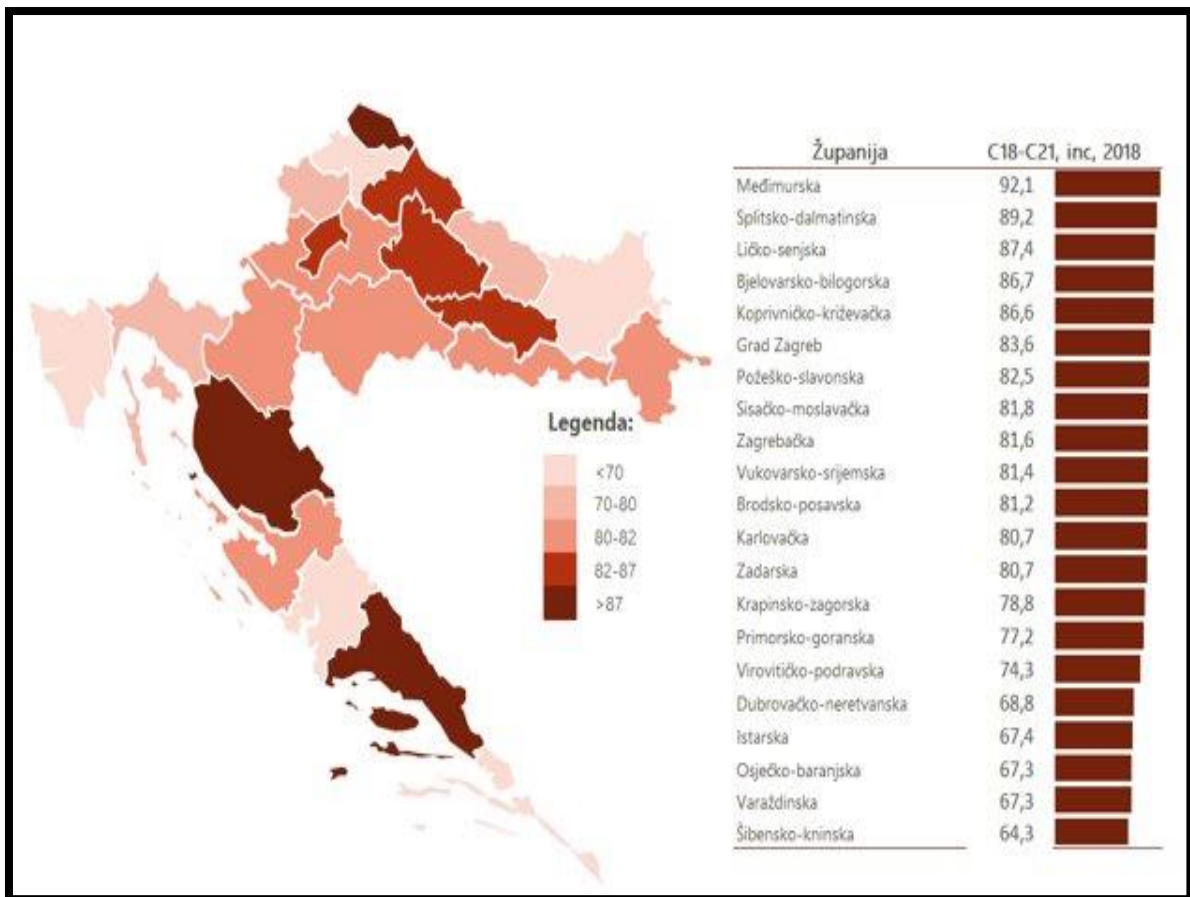 Županija C18-C21, inc, 2018
Međimurska 92,1
Splitsko-dalmatinska 89,2
Ličko-senjska 87,4
Bjelovarsko-bilogorska 86,7
Koprivničko-križevačka 86,6
Grad Zagreb 83,6
Požeško-slavonska 82,5
Sisačko-moslavačka 81,8
Zagrebačka 81,6
Vukovarsko-srijemska 81,4
Brodsko-posavska 81,2
Karlovačka 80,7
Zadarska 80,7
Krapinsko-zagorska 78,8
Primorsko-goranska 77,2
Virovitičko-podravska 74,3
Dubrovačko-neretvanska 68,8
Istarska 67,4
Osječko-baranjska 67,3
Varaždinska 67,3
Šibensko-kninska 64,3
Legenda:
<70
70-80
80-82
82-87
>87